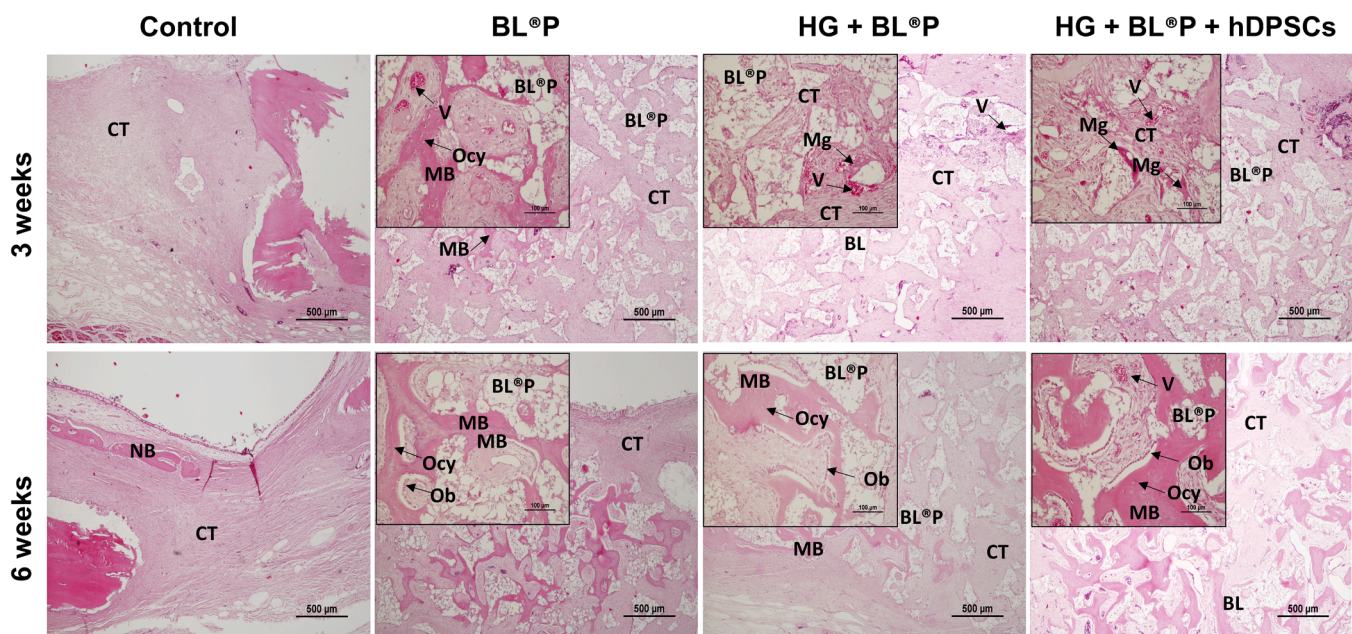 Control
BL®P
HG + BL®P
HG + BL®P + hDPSCs
3 weeks
CT
500 µm
BL®P
V
Ocy
MB
100 µm
BL®P
CT
MB
500 µm
BL®P
CT
Mg
V
CT
100 µm
V
CT
BL
500 µm
V
Mg
CT
Mg
100 µm
CT
BL®P
500 µm
6 weeks
NB
CT
500 µm
BL®P
MB
MB
Ocy
Ob
100 µm
CT
500 µm
BL®P
MB
Ocy
Ob
100 µm
BL®P
MB
CT
500 µm
V
BL®P
Ob
Ocy
MB
100 µm
CT
BL
500 µm